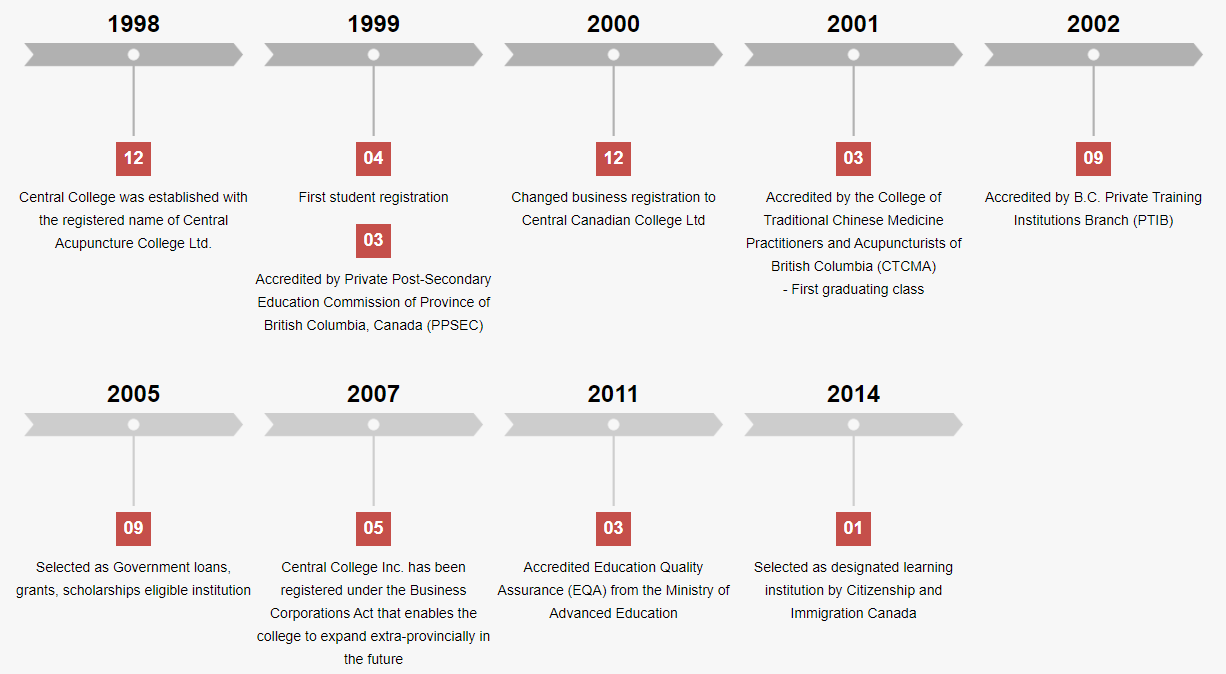 1998
12
Central College was established with
the registered name of Central
Acupuncture College Ltd.
1999
04
First student registration
03
Accredited by Private Post-Secondary
Education Commission of Province of
British Columbia, Canada (PPSEC)
2000
12
Changed business registration to
Central Canadian College Ltd
2001
03
Accredited by the College of
Traditional Chinese Medicine
Practitioners and Acupuncturists of
British Columbia (CTCMA)
- First graduating class
2002
09
Accredited by B.C. Private Training
Institutions Branch (PTIB)
2005
09
Selected as Government loans,
grants, scholarships eligible institution
2007
05
Central College Inc. has been
registered under the Business
Corporations Act that enables the
college to expand extra-provincially in
the future
2011
03
Accredited Education Quality
Assurance (EQA) from the Ministry of
Advanced Education
2014
01
Selected as designated learning
institution by Citizenship and
Immigration Canada